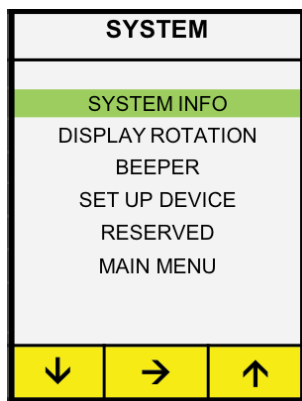 SYSTEM
SYSTEM INFO
DISPLAY ROTATION
BEEPER
SET UP DEVICE
RESERVED
MAIN MENU
↓ → ↑